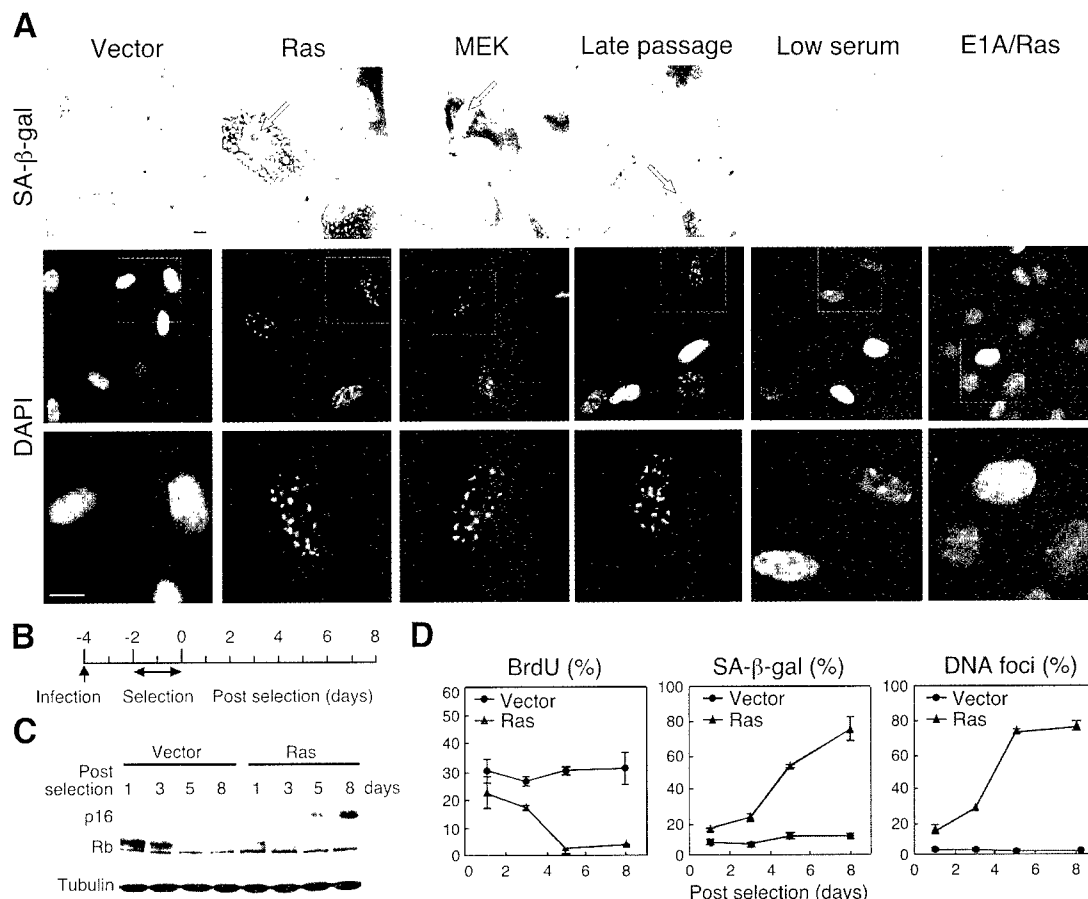 A
Vector Ras MEK Late passage Low serum E1A/Ras
SA-β-gal
DAPI
B
-4 -2 0 2 4 6 8
Infection Selection Post selection (days)
C
Vector Ras
Post selection 1 3 5 8 1 3 5 8 days
p16
Rb
Tubulin
D
BrdU (%)
Vector
Ras
60
50
40
30
20
10
0
0 2 4 6 8
SA-β-gal (%)
Vector
Ras
100
80
60
40
20
0
0 2 4 6 8
DNA foci (%)
Vector
Ras
100
80
60
40
20
0
0 2 4 6 8
Post selection (days)